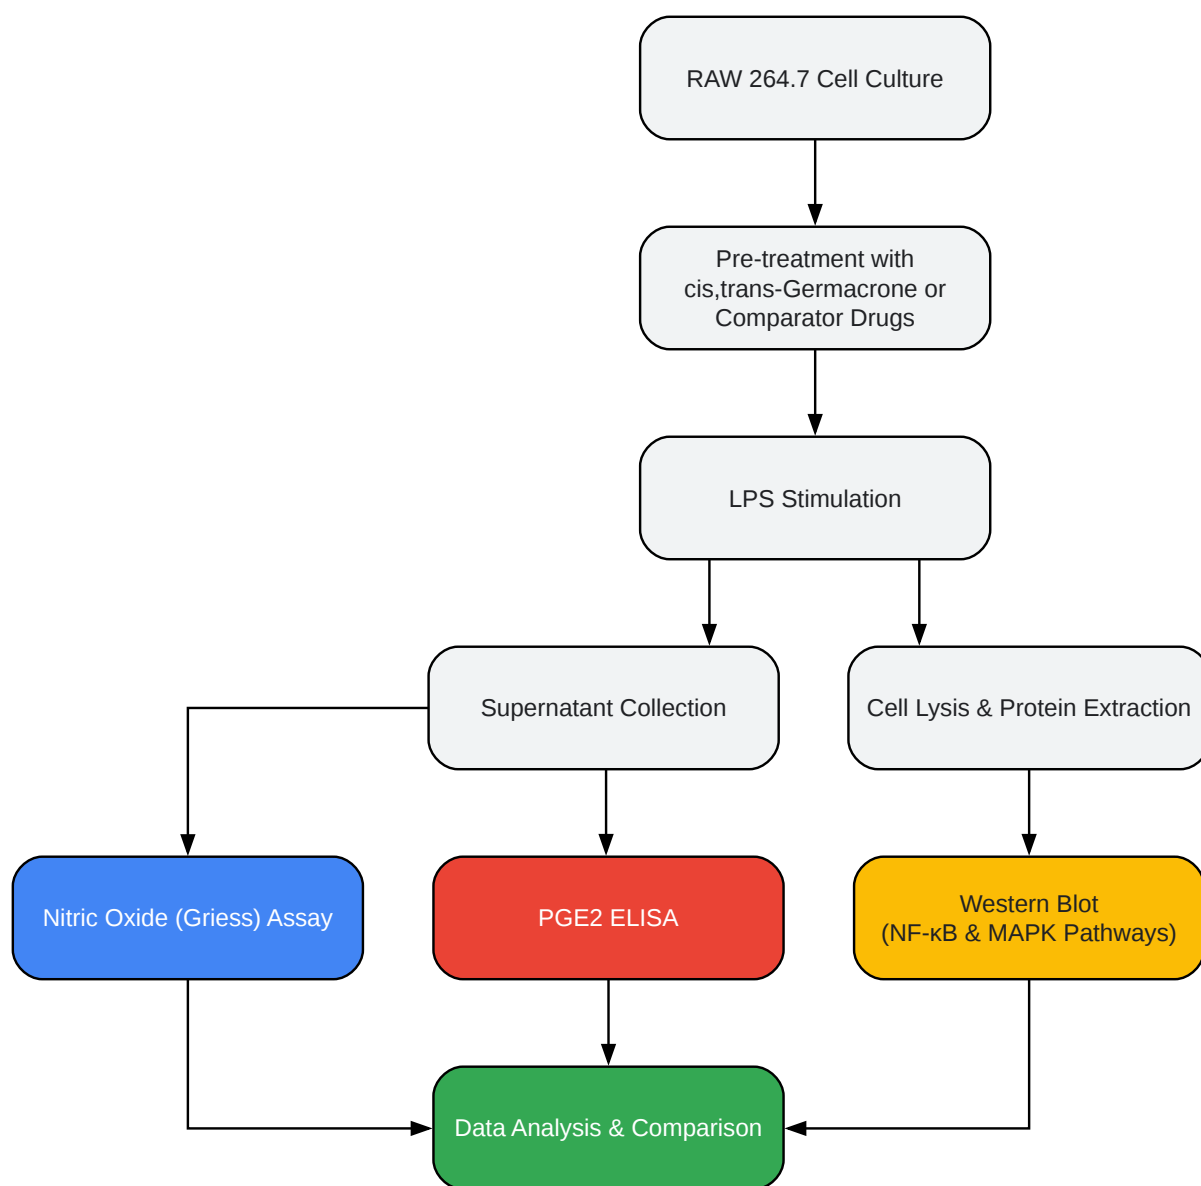 RAW 264.7 Cell Culture
Pre-treatment with
cis,trans-Germacrone or
Comparator Drugs
LPS Stimulation
Supernatant Collection
Cell Lysis & Protein Extraction
Nitric Oxide (Griess) Assay
PGE2 ELISA
Western Blot
(NF-κB & MAPK Pathways)
Data Analysis & Comparison